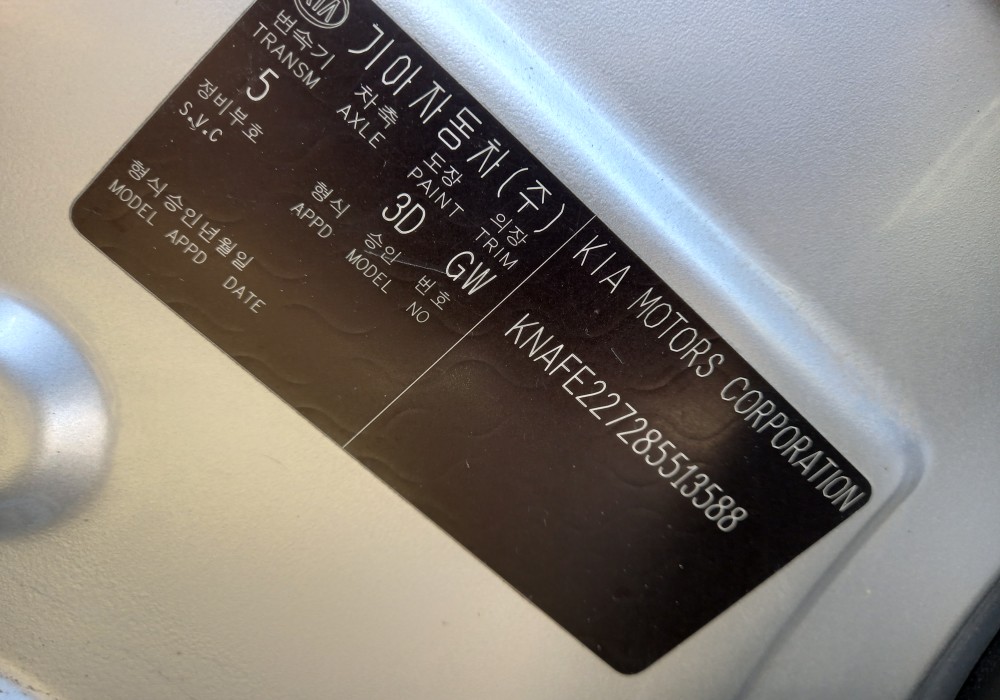 KIA 기아자동차(주) KIA MOTORS CORPORATION
변속기 차축 도장 의장
TRANSM AXLE PAINT TRIM
5 3D GW
정비부호 형식 승인 번호
s.y.c APPD MODEL NO
KNAFE227285513588
형식승인년월일
MODEL APPD DATE